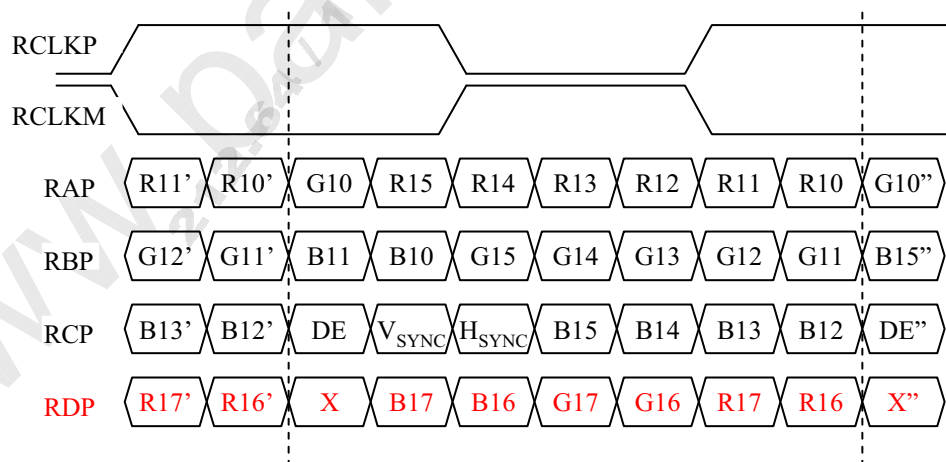 RCLKP
RCLKM
RAP R11’ R10’ G10 R15 R14 R13 R12 R11 R10 G10”
RBP G12’ G11’ B11 B10 G15 G14 G13 G12 G11 B15”
RCP B13’ B12’ DE VSYNC HSYNC B15 B14 B13 B12 DE”
RDP R17’ R16’ X B17 B16 G17 G16 R17 R16 X”